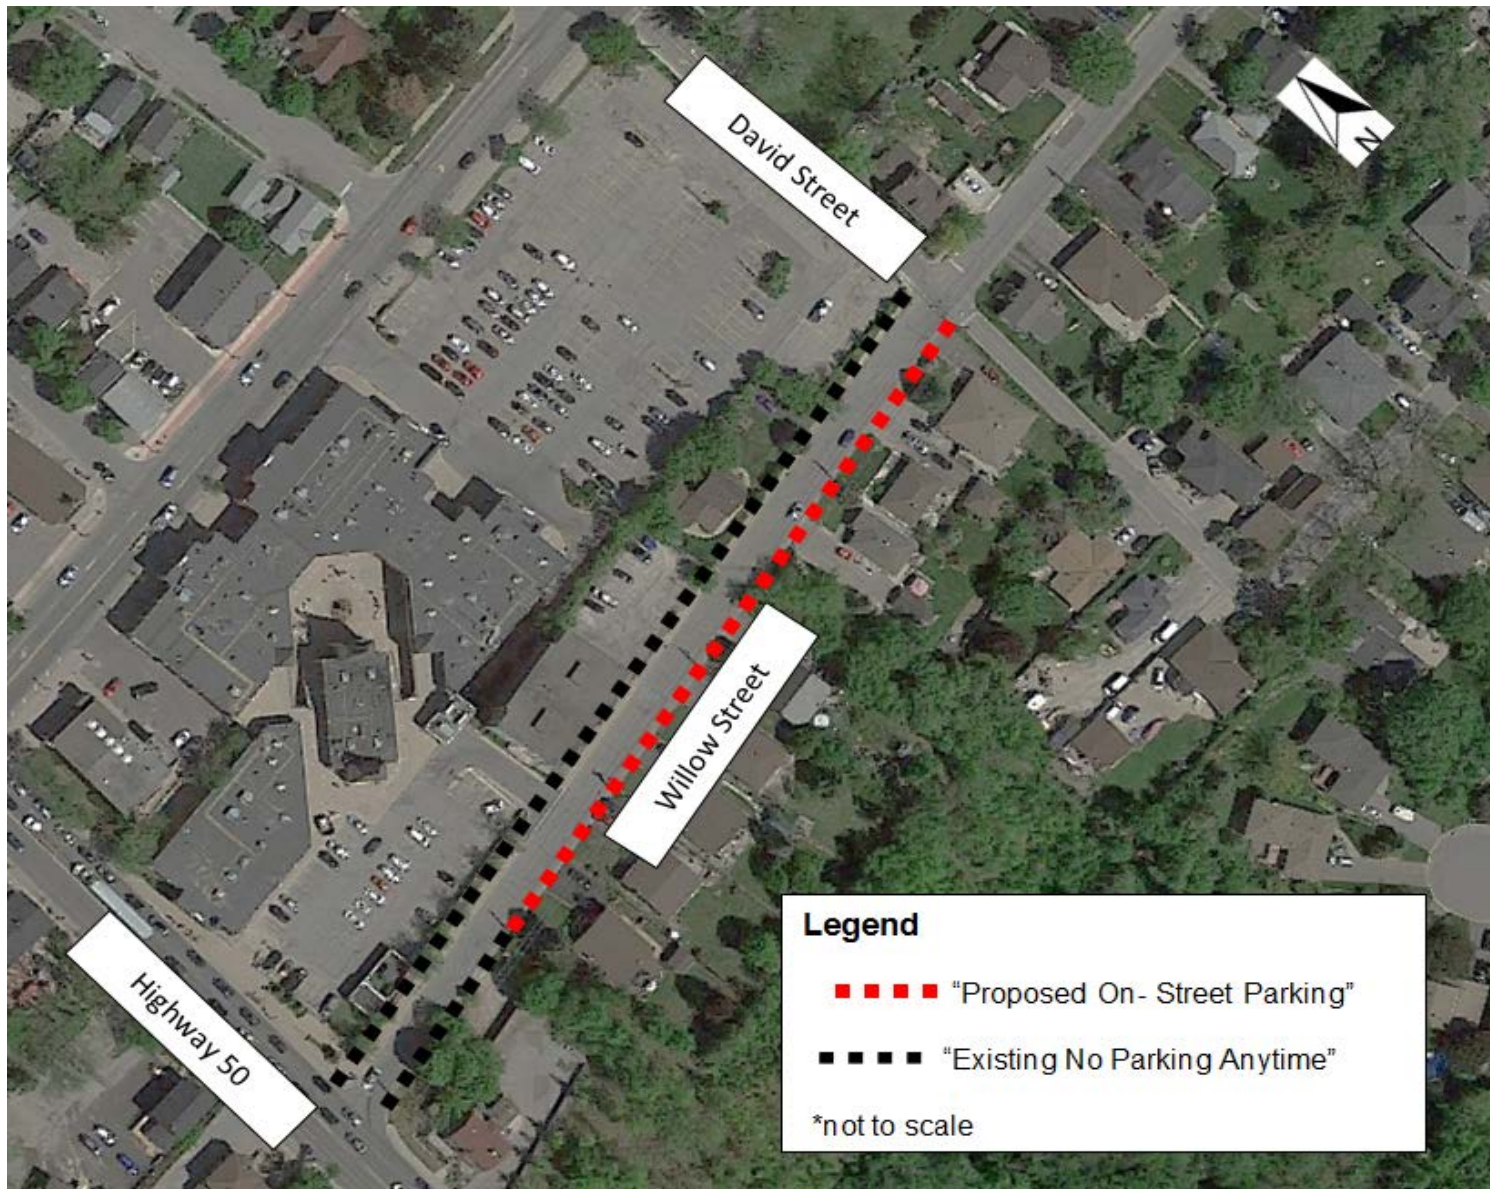 David Street
N
Willow Street
Highway 50
Legend
“Proposed On- Street Parking”
“Existing No Parking Anytime”
*not to scale